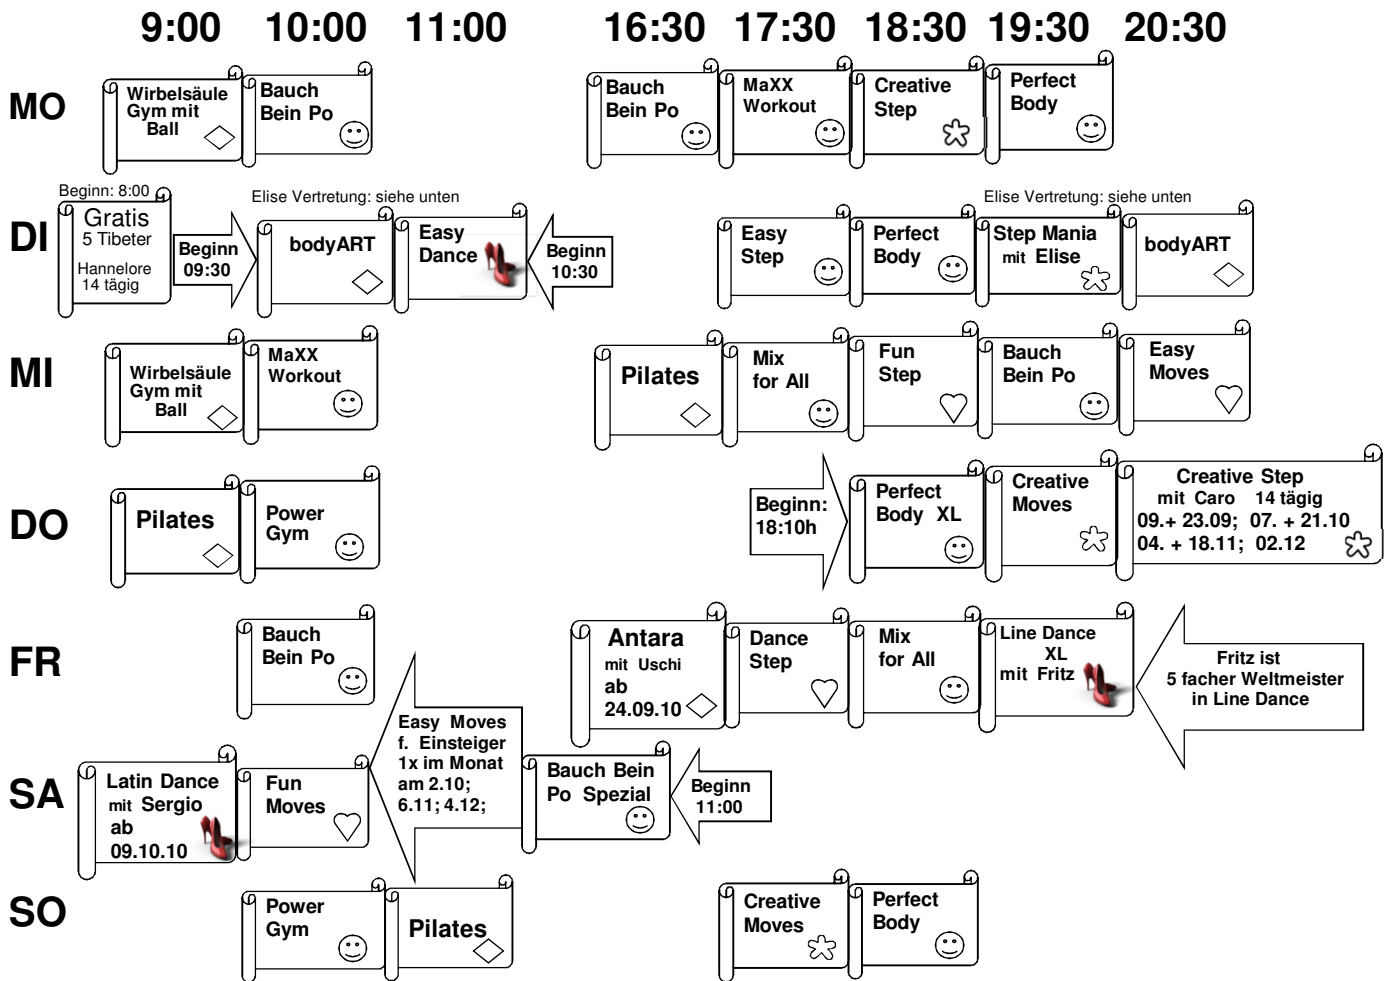 9:00 10:00 11:00 16:30 17:30 18:30 19:30 20:30
MO
Wirbelsäule
Gym mit
Ball
Bauch
Bein Po
Bauch
Bein Po
MaXX
Workout
Creative
Step
Perfect
Body
DI
Beginn: 8:00
Gratis
5 Tibeter
Hannelore
14 tägig
Beginn
09:30
Elise Vertretung: siehe unten
bodyART
Easy
Dance
Beginn
10:30
Easy
Step
Perfect
Body
Elise Vertretung: siehe unten
Step Mania
mit Elise
bodyART
MI
Wirbelsäule
Gym mit
Ball
MaXX
Workout
Pilates
Mix
for All
Fun
Step
Bauch
Bein Po
Easy
Moves
DO
Pilates
Power
Gym
Beginn:
18:10h
Perfect
Body XL
Creative
Moves
Creative Step
mit Caro 14 tägig
09.+ 23.09; 07. + 21.10
04. + 18.11; 02.12
FR
Bauch
Bein Po
Antara
mit Uschi
ab
24.09.10
Dance
Step
Mix
for All
Line Dance
XL
mit Fritz
Fritz ist
5 facher Weltmeister
in Line Dance
SA
Latin Dance
mit Sergio
ab
09.10.10
Fun
Moves
Easy Moves
f. Einsteiger
1x im Monat
am 2.10;
6.11; 4.12;
Bauch Bein
Po Spezial
Beginn
11:00
SO
Power
Gym
Pilates
Creative
Moves
Perfect
Body